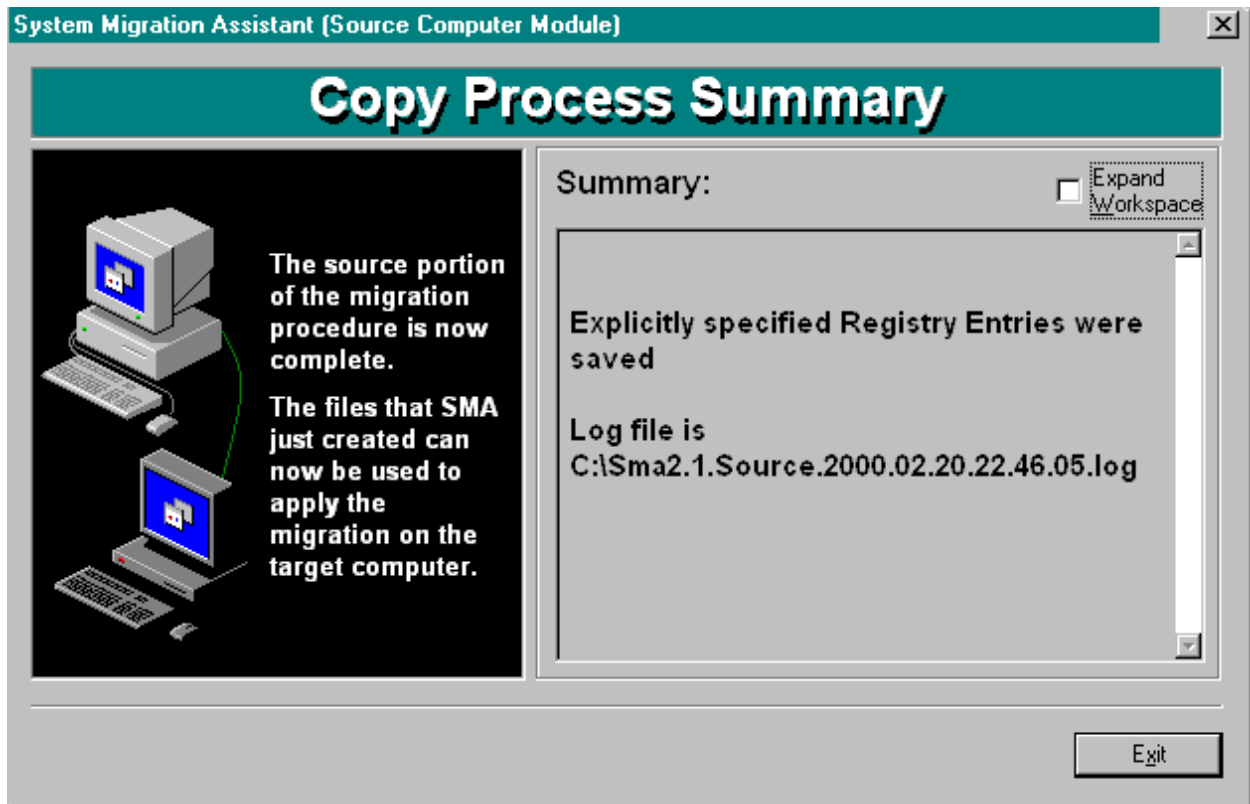 System Migration Assistant (Source Computer Module)
Copy Process Summary
The source portion
of the migration
procedure is now
complete.
The files that SMA
just created can
now be used to
apply the
migration on the
target computer.
Summary:
Expand
Workspace
Explicitly specified Registry Entries were
saved
Log file is
C:\Sma2.1.Source.2000.02.20.22.46.05.log
Exit